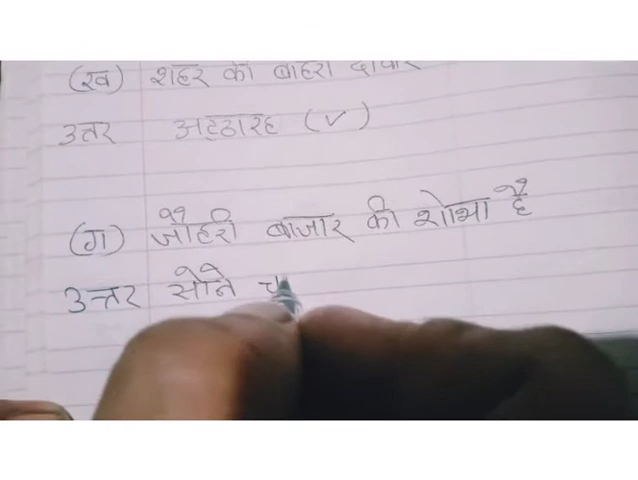 (ख) शहर की बाहरी दीवार
उत्तर अट्ठारह (✓)
(ग) जौहरी बाजार की शोभा है
उत्तर सोने च